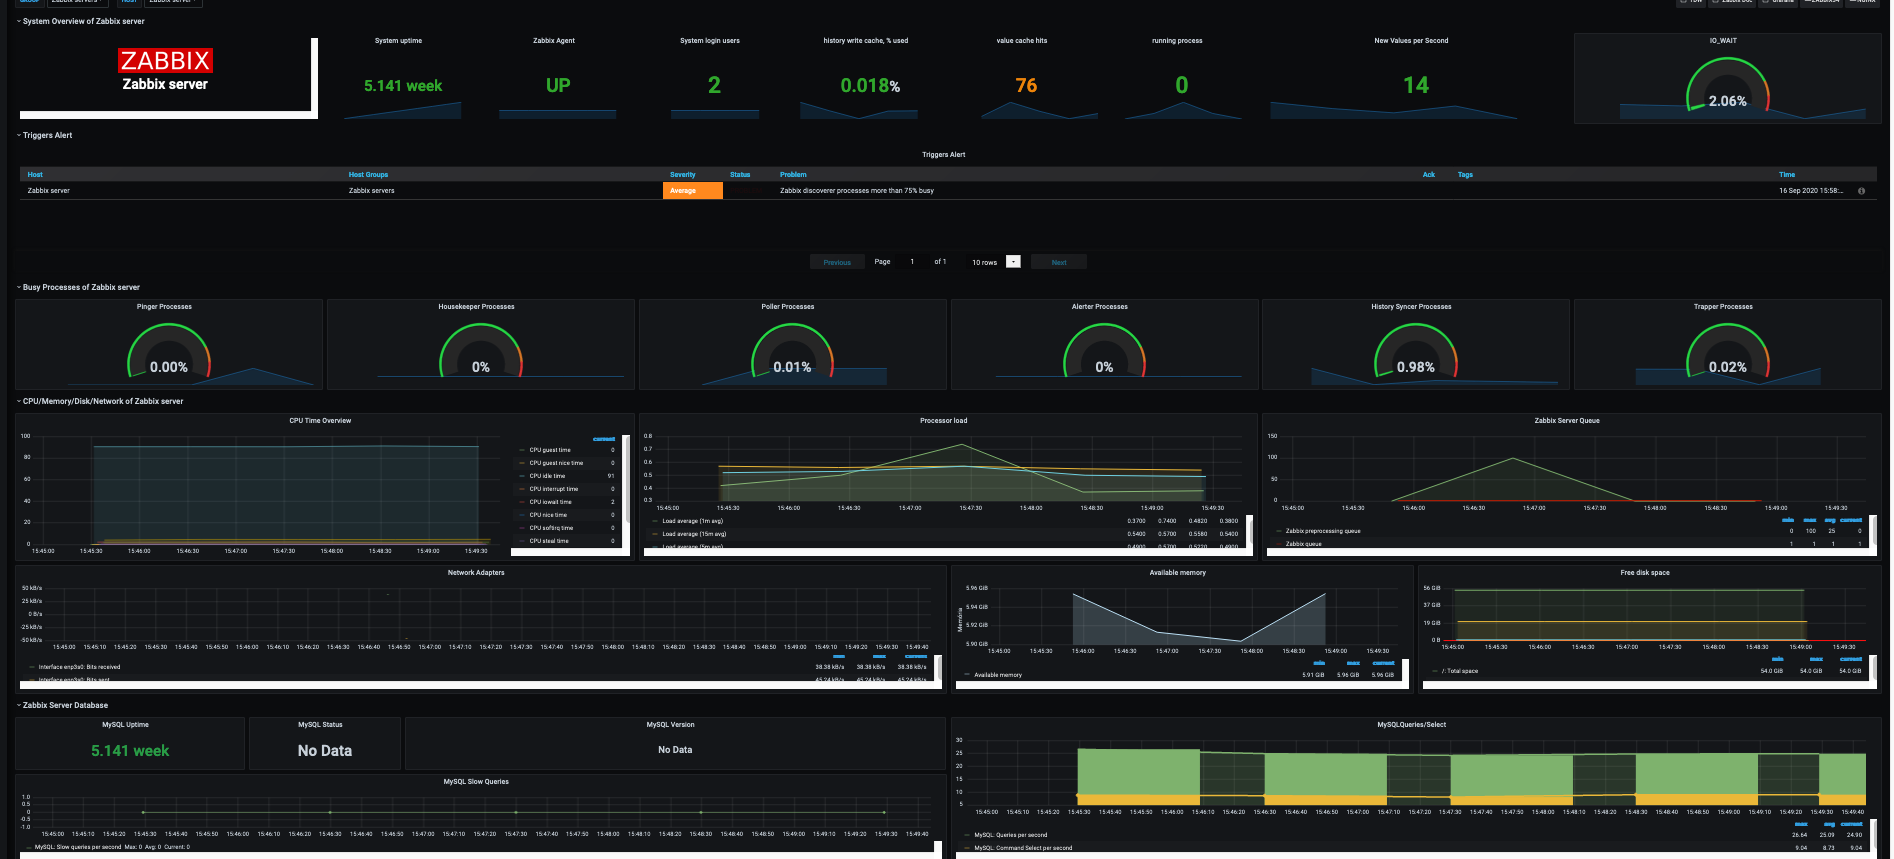 GROUP Zabbix servers HOST Zabbix server Zabbix Doc Grafana
System Overview of Zabbix server
ZABBIX
Zabbix server
System uptime
5.141 week
Zabbix Agent
UP
System login users
2
history write cache, % used
0.018%
value cache hits
76
running process
0
New Values per Second
14
IO_WAIT
2.06%
Triggers Alert
Triggers Alert
Host Host Groups Severity Status Problem Ack Tags Time
Zabbix server Zabbix servers Average Zabbix discoverer processes more than 75% busy 16 Sep 2020 15:58:...
Previous Page 1 of 1 10 rows Next
Busy Processes of Zabbix server
Pinger Processes
0.00%
Housekeeper Processes
0%
Poller Processes
0.01%
Alerter Processes
0%
History Syncer Processes
0.98%
Trapper Processes
0.02%
CPU/Memory/Disk/Network of Zabbix server
CPU Time Overview
100
80
60
40
20
0
15:45:00 15:45:30 15:46:00 15:46:30 15:47:00 15:47:30 15:48:00 15:48:30 15:49:00 15:49:30
current
CPU guest time 0
CPU guest nice time 0
CPU idle time 91
CPU interrupt time 0
CPU iowait time 2
CPU nice time 0
CPU softirq time 0
CPU steal time 0
Processor load
0.8
0.7
0.6
0.5
0.4
0.3
15:45:00 15:45:30 15:46:00 15:46:30 15:47:00 15:47:30 15:48:00 15:48:30 15:49:00 15:49:30
Load average (1m avg) 0.3700 0.7400 0.4820 0.3800
Load average (15m avg) 0.5400 0.5700 0.5580 0.5400
Load average (5m avg) 0.4900 0.5700 0.5220 0.4900
Zabbix Server Queue
150
100
50
0
15:45:00 15:45:30 15:46:00 15:46:30 15:47:00 15:47:30 15:48:00 15:48:30 15:49:00 15:49:30
min max avg current
Zabbix preprocessing queue 0 100 25 0
Zabbix queue 1 1 1 1
Network Adapters
50 kB/s
25 kB/s
0 B/s
-25 kB/s
-50 kB/s
15:45:00 15:45:10 15:45:20 15:45:30 15:45:40 15:45:50 15:46:00 15:46:10 15:46:20 15:46:30 15:46:40 15:46:50 15:47:00 15:47:10 15:47:20 15:47:30 15:47:40 15:47:50 15:48:00 15:48:10 15:48:20 15:48:30 15:48:40 15:48:50 15:49:00 15:49:10 15:49:20 15:49:30 15:49:40
min max current
Interface enp3s0: Bits received 38.38 kB/s 38.38 kB/s 38.38 kB/s
Interface enp3s0: Bits sent 45.24 kB/s 45.24 kB/s 45.24 kB/s
Available memory
Memória
5.96 GiB
5.94 GiB
5.92 GiB
5.90 GiB
15:45:00 15:45:30 15:46:00 15:46:30 15:47:00 15:47:30 15:48:00 15:48:30 15:49:00 15:49:30
min max current
Available memory 5.91 GiB 5.96 GiB 5.96 GiB
Free disk space
56 GiB
37 GiB
19 GiB
0 B
15:45:00 15:45:30 15:46:00 15:46:30 15:47:00 15:47:30 15:48:00 15:48:30 15:49:00 15:49:30
min max current
/: Total space 54.0 GiB 54.0 GiB 54.0 GiB
Zabbix Server Database
MySQL Uptime
5.141 week
MySQL Status
No Data
MySQL Version
No Data
MySQL Slow Queries
1.0
0.5
0
-0.5
-1.0
15:45:00 15:45:10 15:45:20 15:45:30 15:45:40 15:45:50 15:46:00 15:46:10 15:46:20 15:46:30 15:46:40 15:46:50 15:47:00 15:47:10 15:47:20 15:47:30 15:47:40 15:47:50 15:48:00 15:48:10 15:48:20 15:48:30 15:48:40 15:48:50 15:49:00 15:49:10 15:49:20 15:49:30 15:49:40
MySQL: Slow queries per second Max: 0 Avg: 0 Current: 0
MySQLQueries/Select
30
25
20
15
10
5
15:45:00 15:45:10 15:45:20 15:45:30 15:45:40 15:45:50 15:46:00 15:46:10 15:46:20 15:46:30 15:46:40 15:46:50 15:47:00 15:47:10 15:47:20 15:47:30 15:47:40 15:47:50 15:48:00 15:48:10 15:48:20 15:48:30 15:48:40 15:48:50 15:49:00 15:49:10 15:49:20 15:49:30 15:49:40
max avg current
MySQL: Queries per second 26.64 25.09 24.90
MySQL: Command Select per second 9.04 8.73 9.04